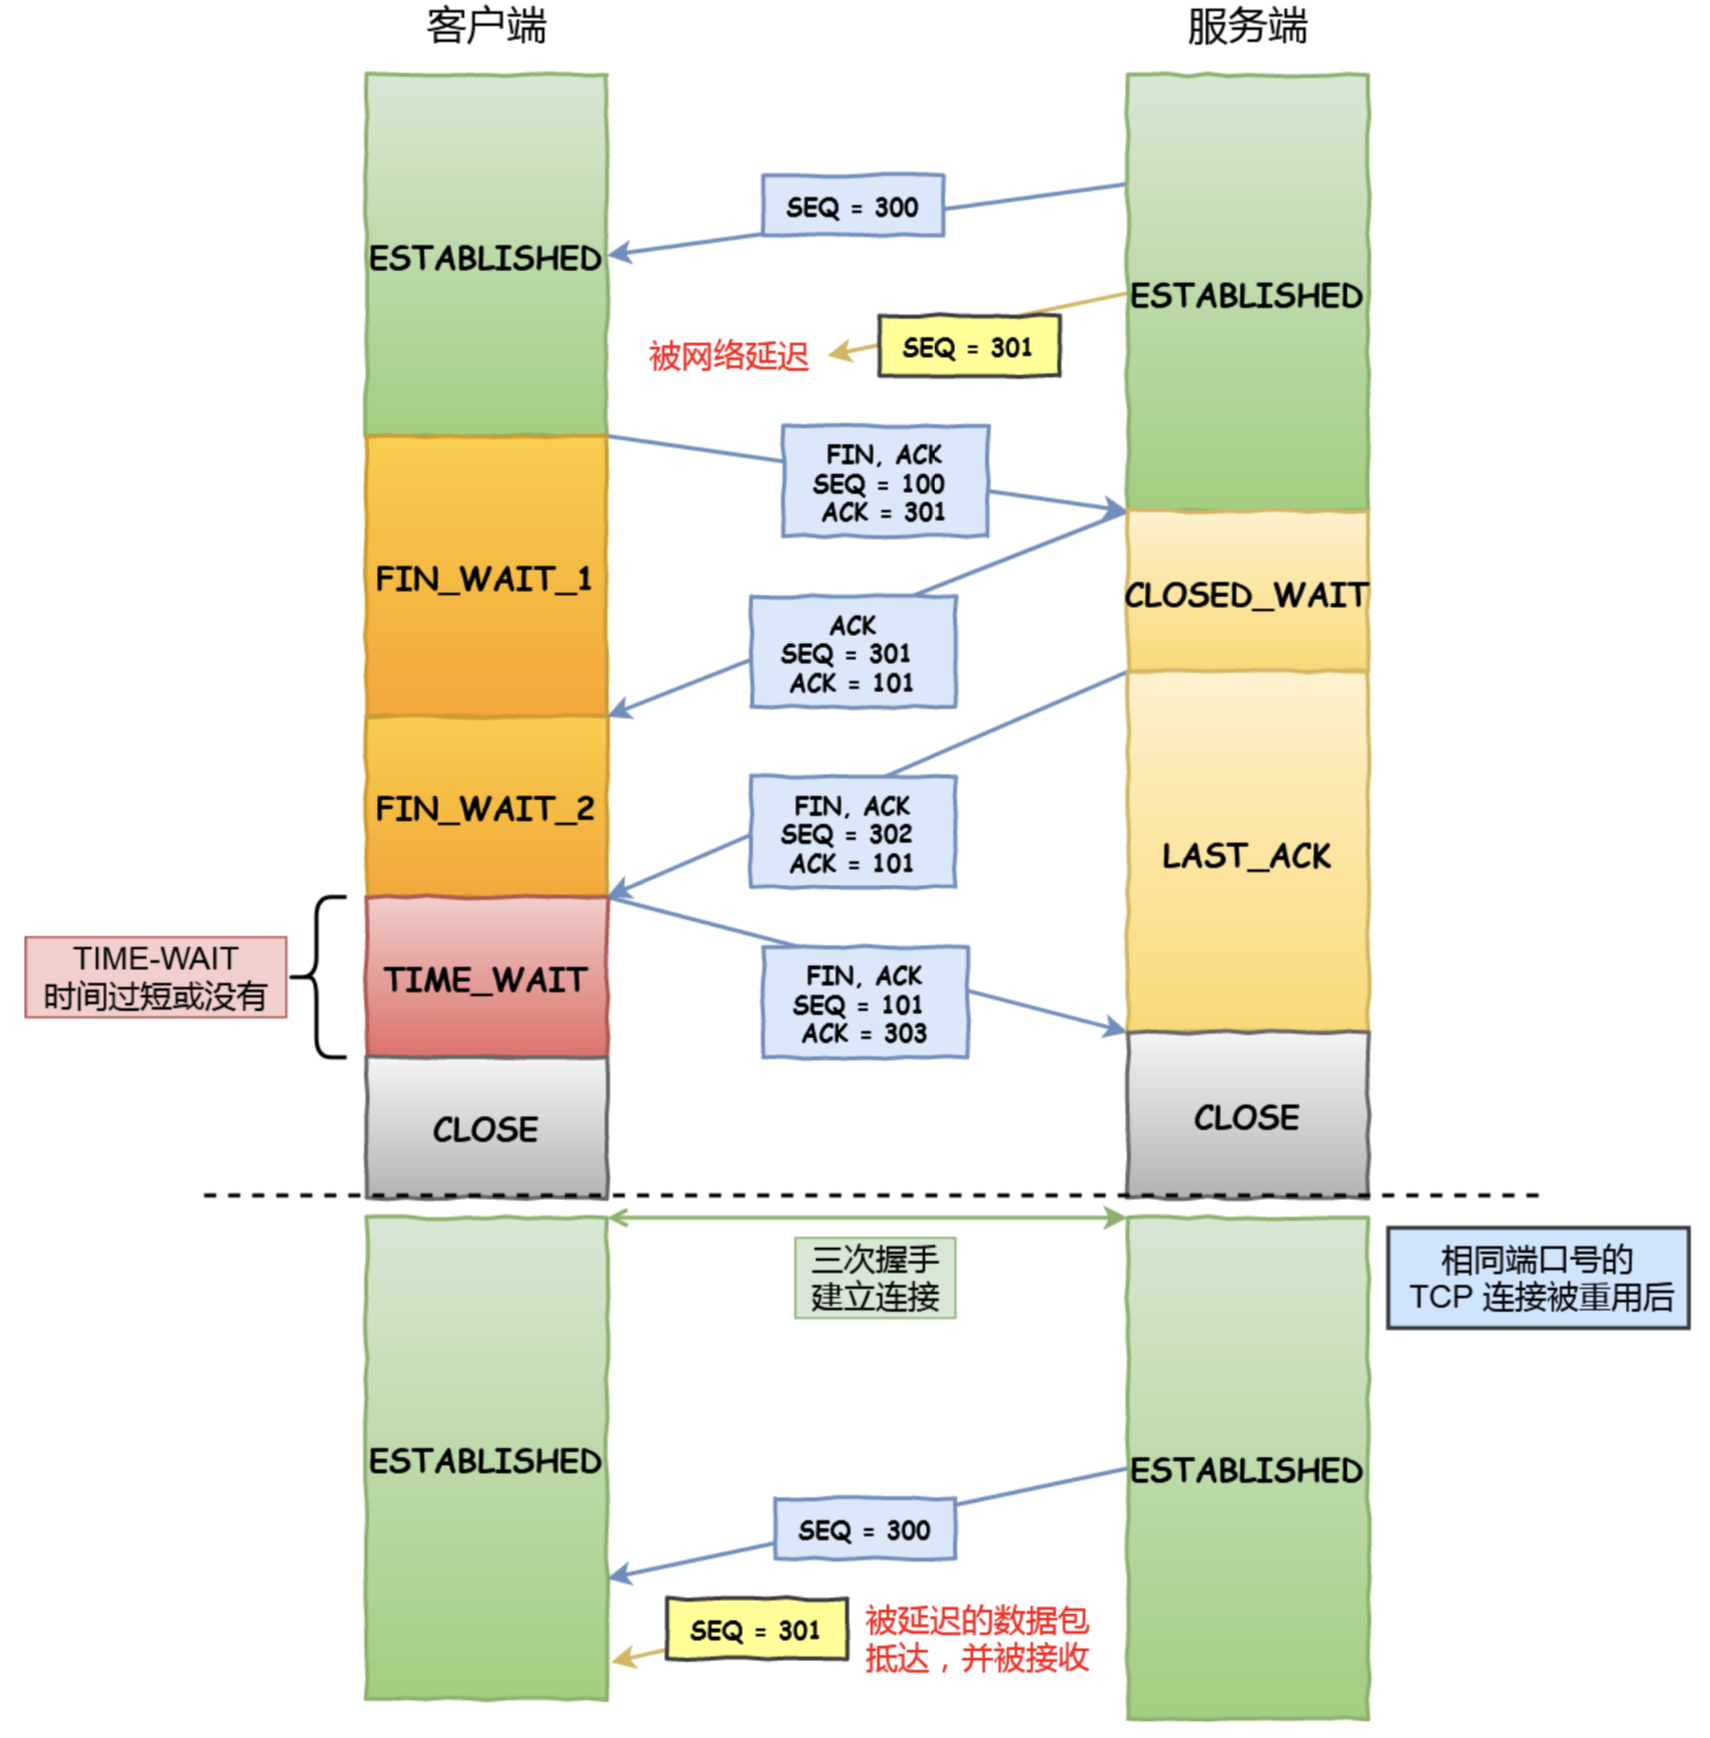 客户端
服务端
SEQ = 300
ESTABLISHED
ESTABLISHED
SEQ = 301
被网络延迟
FIN, ACK
SEQ = 100
ACK = 301
FIN_WAIT_1
CLOSED_WAIT
ACK
SEQ = 301
ACK = 101
FIN_WAIT_2
FIN, ACK
SEQ = 302
ACK = 101
LAST_ACK
TIME-WAIT
时间过短或没有
TIME_WAIT
FIN, ACK
SEQ = 101
ACK = 303
CLOSE
CLOSE
三次握手
建立连接
相同端口号的
TCP 连接被重用后
ESTABLISHED
ESTABLISHED
SEQ = 300
SEQ = 301
被延迟的数据包
抵达，并被接收